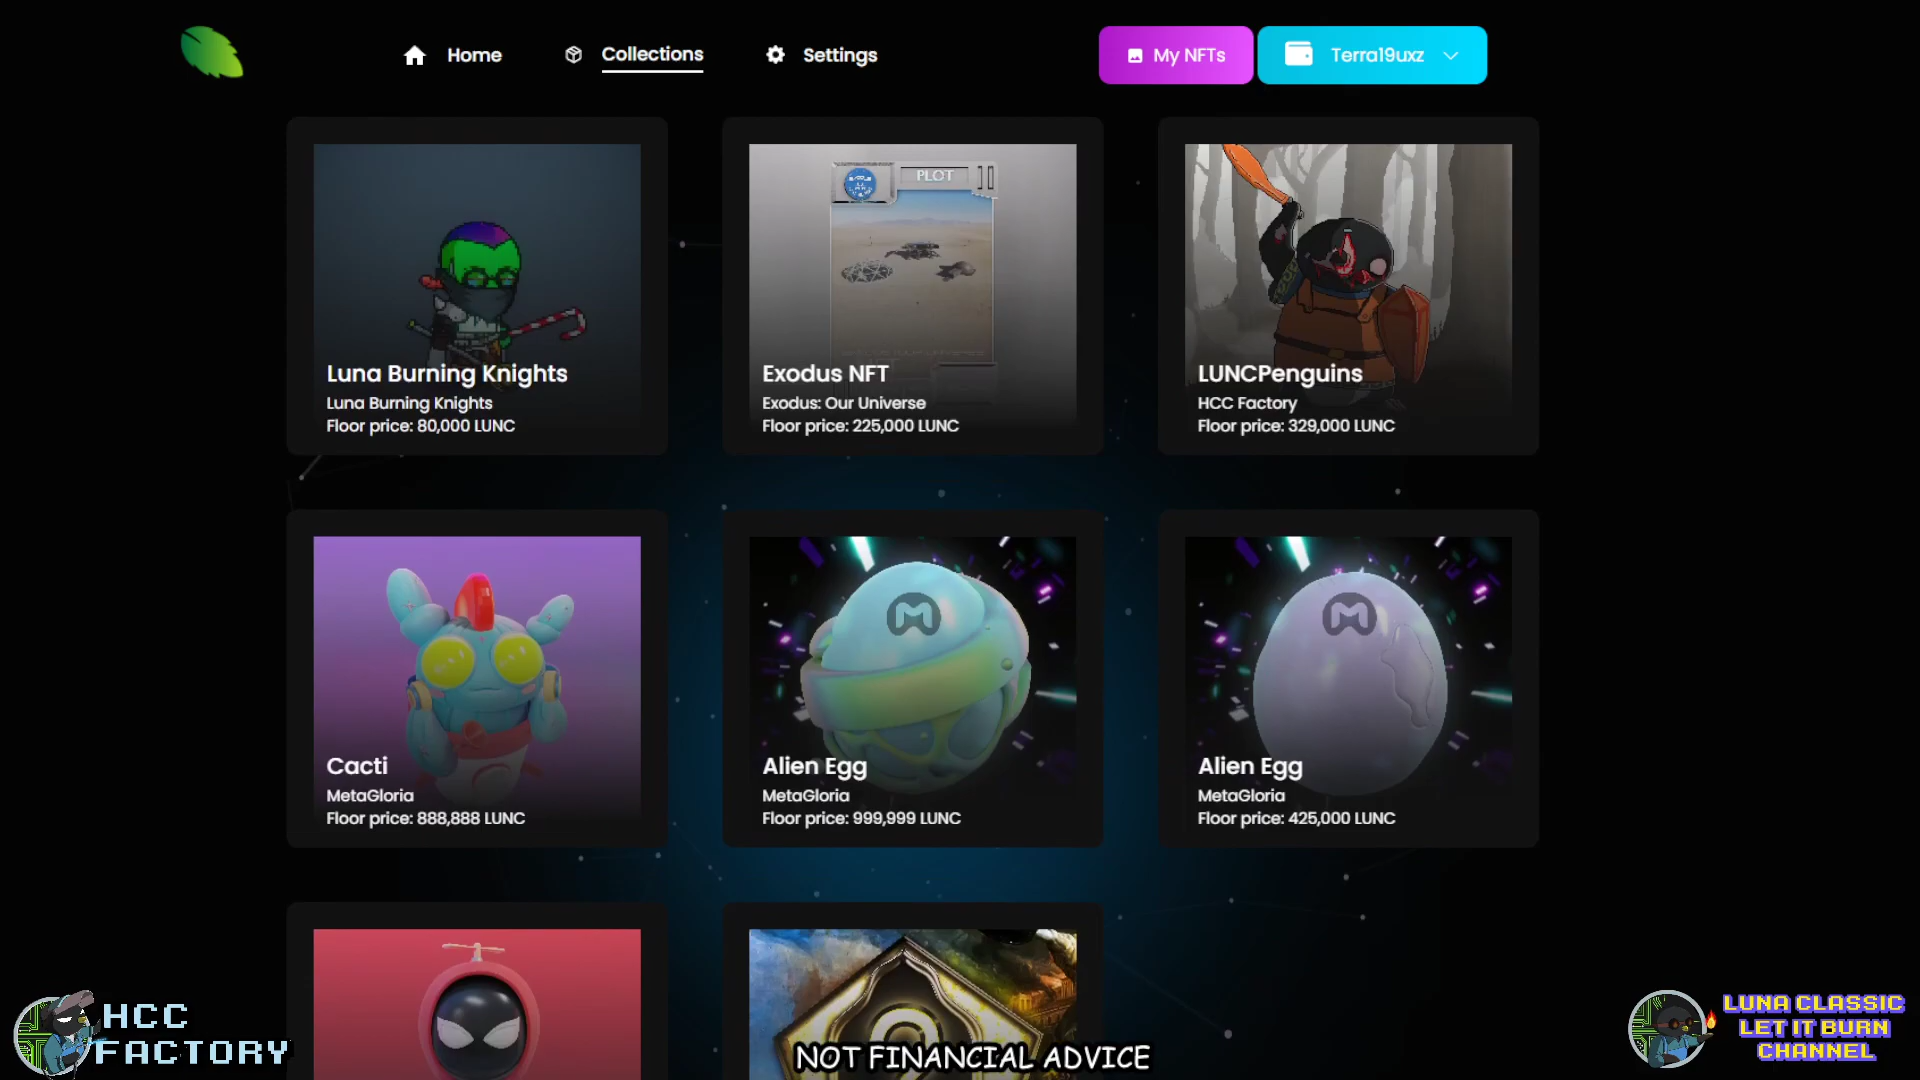 Home
Collections
Settings
My NFTs
Terra19uxz
Luna Burning Knights
Luna Burning Knights
Floor price: 80,000 LUNC
PLOT
Exodus NFT
Exodus: Our Universe
Floor price: 225,000 LUNC
LUNCPenguins
HCC Factory
Floor price: 329,000 LUNC
Cacti
MetaGloria
Floor price: 888,888 LUNC
Alien Egg
MetaGloria
Floor price: 999,999 LUNC
Alien Egg
MetaGloria
Floor price: 425,000 LUNC
HCC
FACTORY
NOT FINANCIAL ADVICE
LUNA CLASSIC
LET IT BURN
CHANNEL